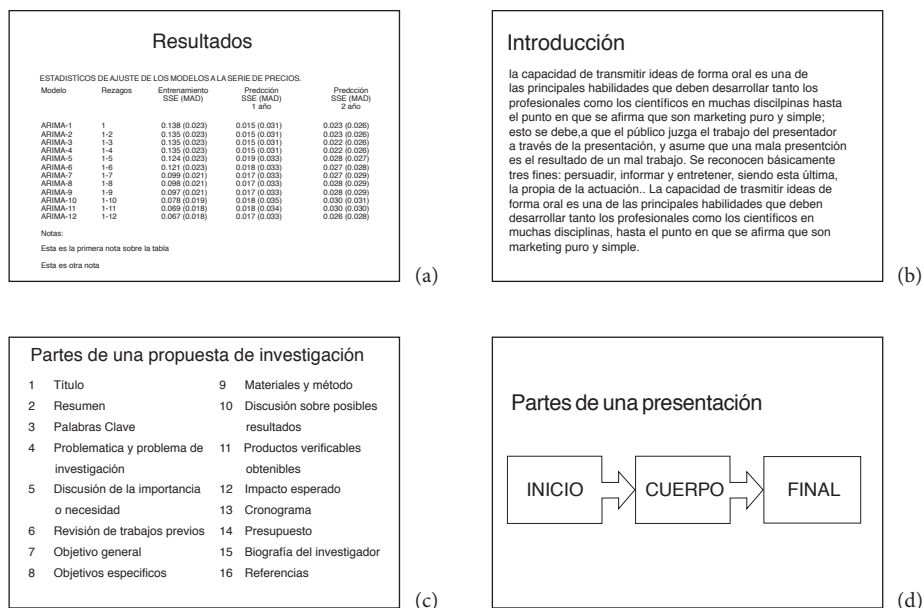 Resultados
ESTADISTÍCOS DE AJUSTE DE LOS MODELOS A LA SERIE DE PRECIOS.
Modelo Rezagos Entrenamiento Predcción Predcción
SSE (MAD) SSE (MAD) SSE (MAD)
1 año 2 año
ARIMA-1 1 0.138 (0.023) 0.015 (0.031) 0.023 (0.026)
ARIMA-2 1-2 0.135 (0.023) 0.015 (0.031) 0.023 (0.026)
ARIMA-3 1-3 0.135 (0.023) 0.015 (0.031) 0.022 (0.026)
ARIMA-4 1-4 0.135 (0.023) 0.015 (0.031) 0.022 (0.026)
ARIMA-5 1-5 0.124 (0.023) 0.019 (0.033) 0.028 (0.027)
ARIMA-6 1-6 0.121 (0.023) 0.018 (0.033) 0.027 (0.028)
ARIMA-7 1-7 0.099 (0.021) 0.017 (0.033) 0.027 (0.029)
ARIMA-8 1-8 0.098 (0.021) 0.017 (0.033) 0.028 (0.029)
ARIMA-9 1-9 0.097 (0.021) 0.017 (0.033) 0.028 (0.029)
ARIMA-10 1-10 0.078 (0.019) 0.018 (0.035) 0.030 (0.031)
ARIMA-11 1-11 0.069 (0.018) 0.018 (0.034) 0.030 (0.030)
ARIMA-12 1-12 0.067 (0.018) 0.017 (0.033) 0.026 (0.028)
Notas:
Esta es la primera nota sobre la tabla
Esta es otra nota
(a)
Introducción
la capacidad de transmitir ideas de forma oral es una de
las principales habilidades que deben desarrollar tanto los
profesionales como los científicos en muchas discilpinas hasta
el punto en que se afirma que son marketing puro y simple;
esto se debe,a que el público juzga el trabajo del presentador
a través de la presentación, y asume que una mala presentción
es el resultado de un mal trabajo. Se reconocen básicamente
tres fines: persuadir, informar y entretener, siendo esta última,
la propia de la actuación.. La capacidad de trasmitir ideas de
forma oral es una de las principales habilidades que deben
desarrollar tanto los profesionales como los científicos en
muchas disciplinas, hasta el punto en que se afirma que son
marketing puro y simple.
(b)
Partes de una propuesta de investigación
1 Título
2 Resumen
3 Palabras Clave
4 Problematica y problema de
investigación
5 Discusión de la importancia
o necesidad
6 Revisión de trabajos previos
7 Objetivo general
8 Objetivos especificos
9 Materiales y método
10 Discusión sobre posibles
resultados
11 Productos verificables
obtenibles
12 Impacto esperado
13 Cronograma
14 Presupuesto
15 Biografía del investigador
16 Referencias
(c)
Partes de una presentación
INICIO CUERPO FINAL
(d)